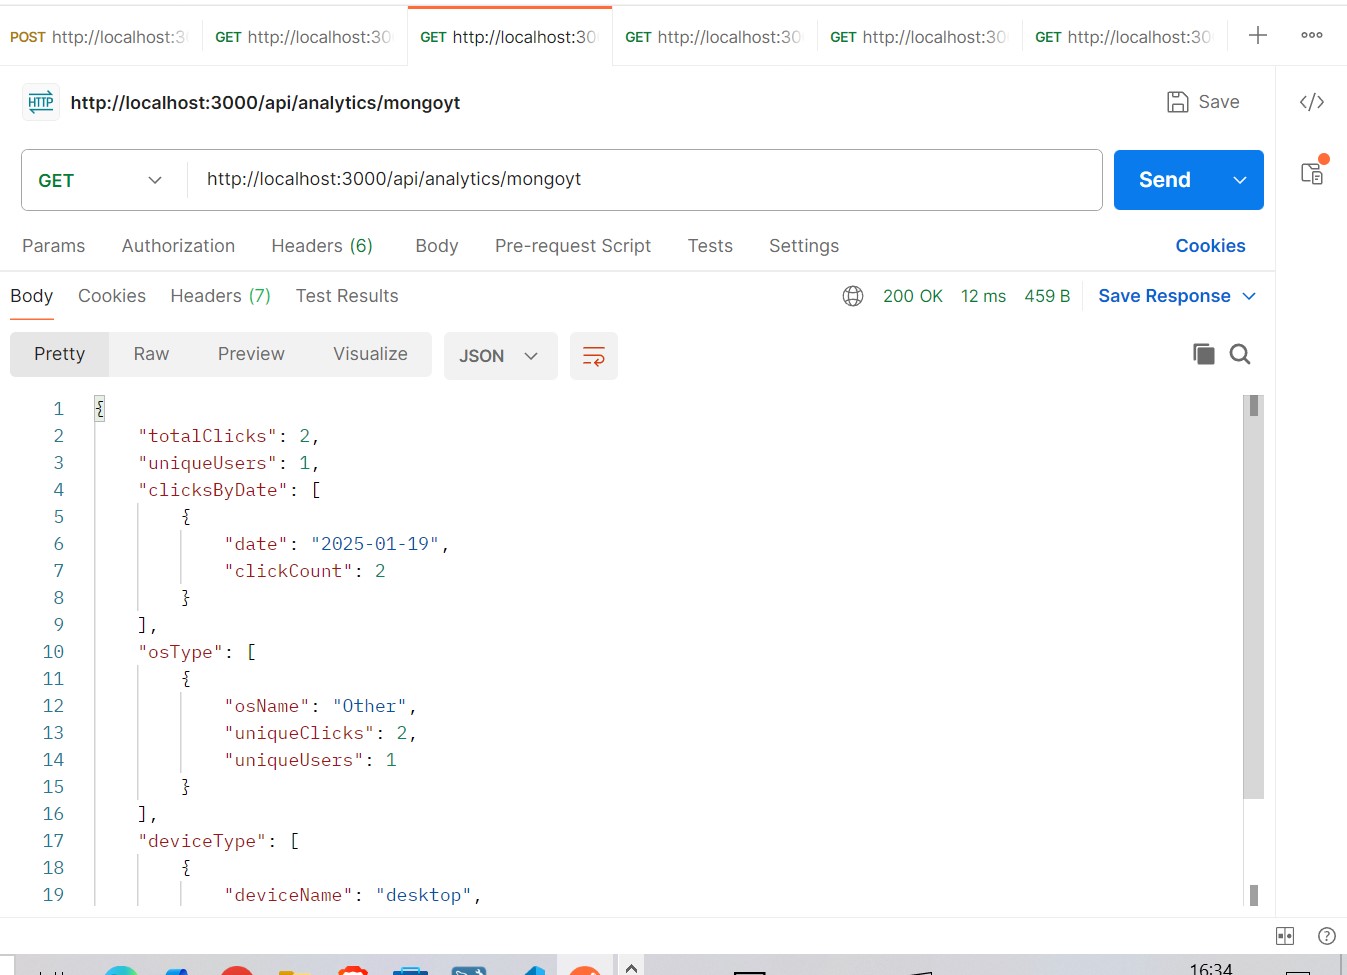 POST http://localhost:3
GET http://localhost:30
GET http://localhost:30
GET http://localhost:30
GET http://localhost:30
GET http://localhost:30
HTTP http://localhost:3000/api/analytics/mongoyt
Save
GET http://localhost:3000/api/analytics/mongoyt
Send
Params Authorization Headers (6) Body Pre-request Script Tests Settings Cookies
Body Cookies Headers (7) Test Results 200 OK 12 ms 459 B Save Response
Pretty Raw Preview Visualize JSON
1 {
2 "totalClicks": 2,
3 "uniqueUsers": 1,
4 "clicksByDate": [
5 {
6 "date": "2025-01-19",
7 "clickCount": 2
8 }
9 ],
10 "osType": [
11 {
12 "osName": "Other",
13 "uniqueClicks": 2,
14 "uniqueUsers": 1
15 }
16 ],
17 "deviceType": [
18 {
19 "deviceName": "desktop",
16:34